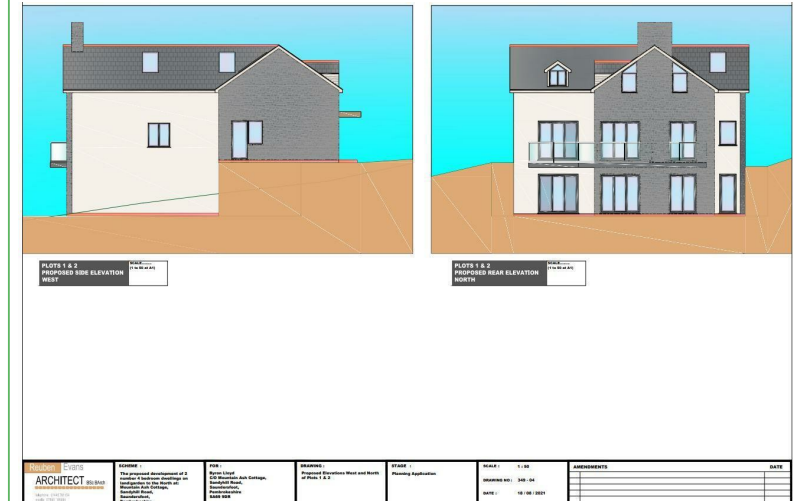 PLOTS 1 & 2
PROPOSED SIDE ELEVATION
WEST
SCALE
(1 to 50 at A1)
PLOTS 1 & 2
PROPOSED REAR ELEVATION
NORTH
SCALE
(1 to 50 at A1)
Reuben Evans
ARCHITECT BSc BArch
SCHEME :
The proposed development of 2
number 4 bedroom dwellings on
land/garden to the North at:
Mountain Ash Cottage,
Sandyhill Road,
Saundersfoot,
Pembrokeshire
FOR :
Byron Lloyd
C/O Mountain Ash Cottage,
Sandyhill Road,
Saundersfoot,
Pembrokeshire
DRAWING :
Proposed Elevations West and North
of Plots 1 & 2
STAGE :
Planning Application
SCALE : 1 : 50
DRAWING NO : 349 - 04
DATE : 18 / 08 / 2021
AMENDMENTS DATE